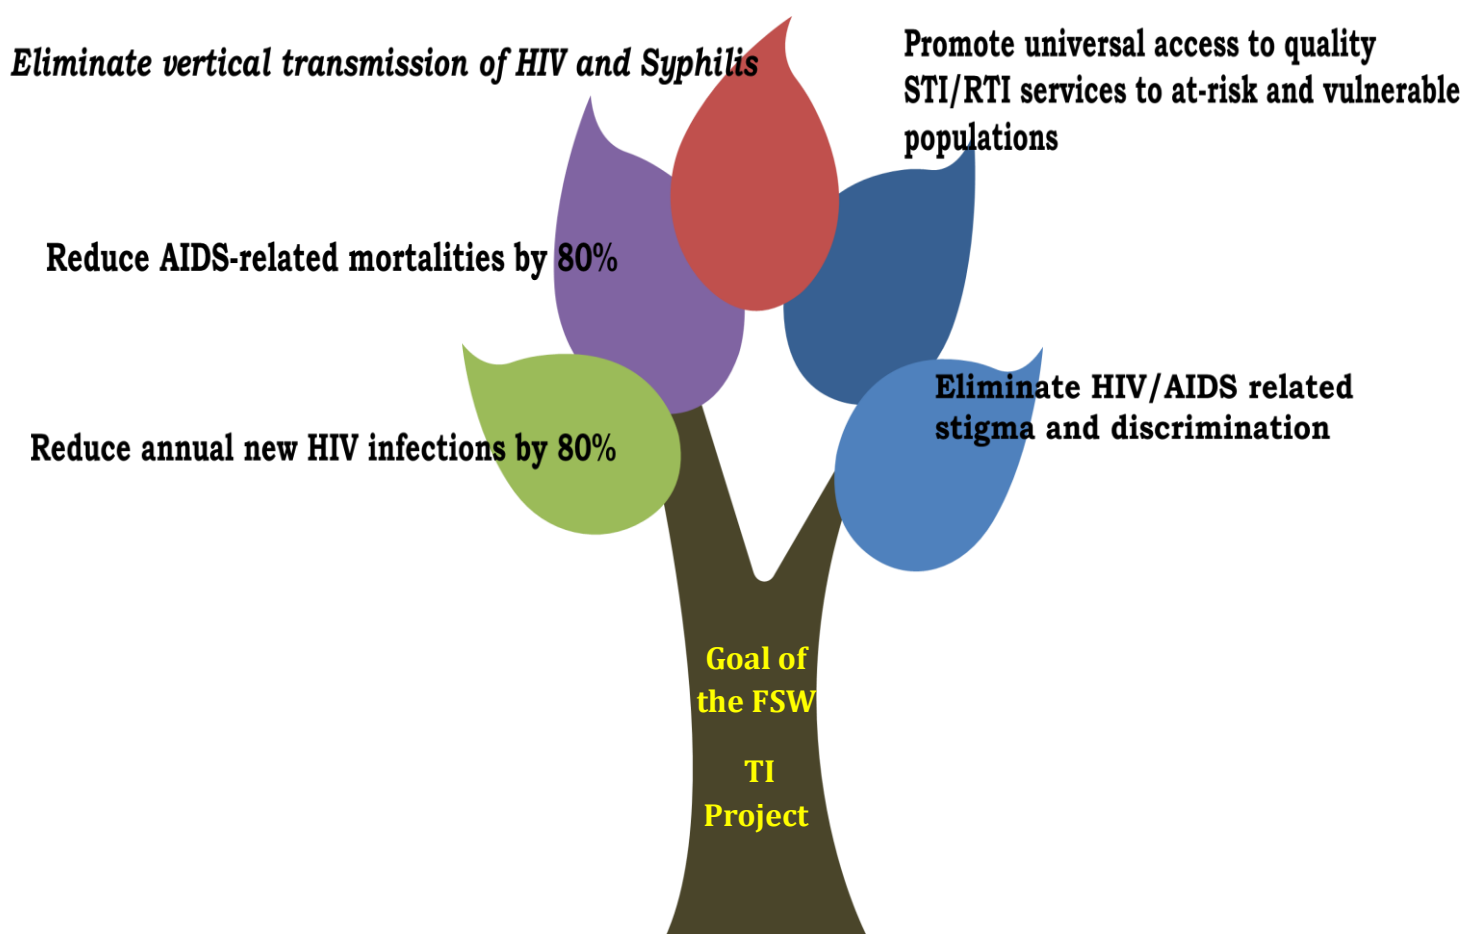 Eliminate vertical transmission of HIV and Syphilis
Promote universal access to quality
STI/RTI services to at-risk and vulnerable
populations
Reduce AIDS-related mortalities by 80%
Eliminate HIV/AIDS related
stigma and discrimination
Reduce annual new HIV infections by 80%
Goal of
the FSW
TI
Project